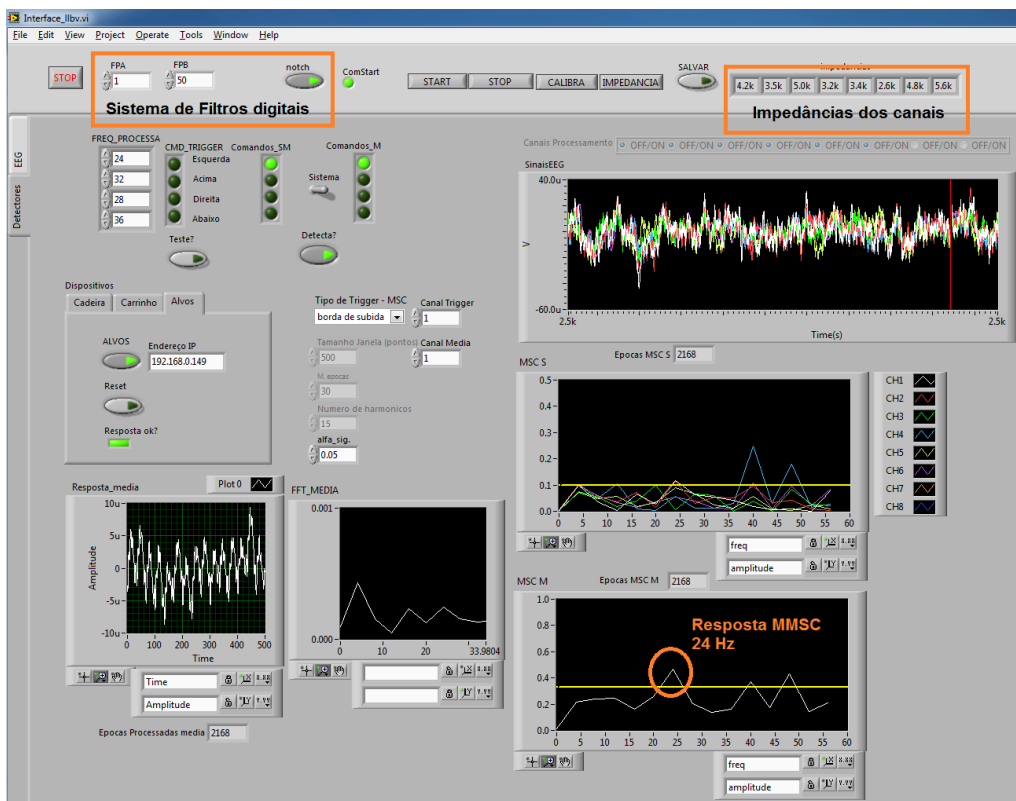 Interface_llbv.vi
File Edit View Project Operate Tools Window Help
STOP
FPA
1
FPB
50
notch
Sistema de Filtros digitais
ComStart
START STOP CALIBRA IMPEDANCIA
SALVAR
4.2k 3.5k 5.0k 3.2k 3.4k 2.6k 4.8k 5.6k
Impedâncias dos canais
EEG
Detectores
FREQ_PROCESSA
24
32
28
36
CMD_TRIGGER
Esquerda
Acima
Direita
Abaixo
Comandos_SM
Sistema
Comandos_M
Teste?
Detecta?
Canais Processamento
OFF/ON OFF/ON OFF/ON OFF/ON OFF/ON OFF/ON OFF/ON OFF/ON
SinaisEEG
40.0u
V
-60.0u
2.5k 2.5k
Time(s)
Dispositivos
Cadeira Carrinho Alvos
ALVOS
Endereço IP
192.168.0.149
Reset
Resposta ok?
Tipo de Trigger - MSC
borda de subida
Canal Trigger
1
Tamanho Janela (pontos)
500
Canal Media
1
M. epocas
30
Numero de harmonicos
15
alfa_sig.
0.05
Epocas MSC S 2168
MSC S
0.5
0.4
0.3
0.2
0.1
0.0
0 5 10 15 20 25 30 35 40 45 50 55 60
CH1
CH2
CH3
CH4
CH5
CH6
CH7
CH8
freq
amplitude
Resposta_media
Plot 0
10u
5u
0
-5u
-10u
Amplitude
0 100 200 300 400 500
Time
Time
Amplitude
Epocas Processadas media 2168
FFT_MEDIA
0.001
0.000
0 10 20 33.9804
MSC M
Epocas MSC M 2168
1.0
0.8
0.6
0.4
0.2
0.0
0 5 10 15 20 25 30 35 40 45 50 55 60
Resposta MMSC
24 Hz
freq
amplitude